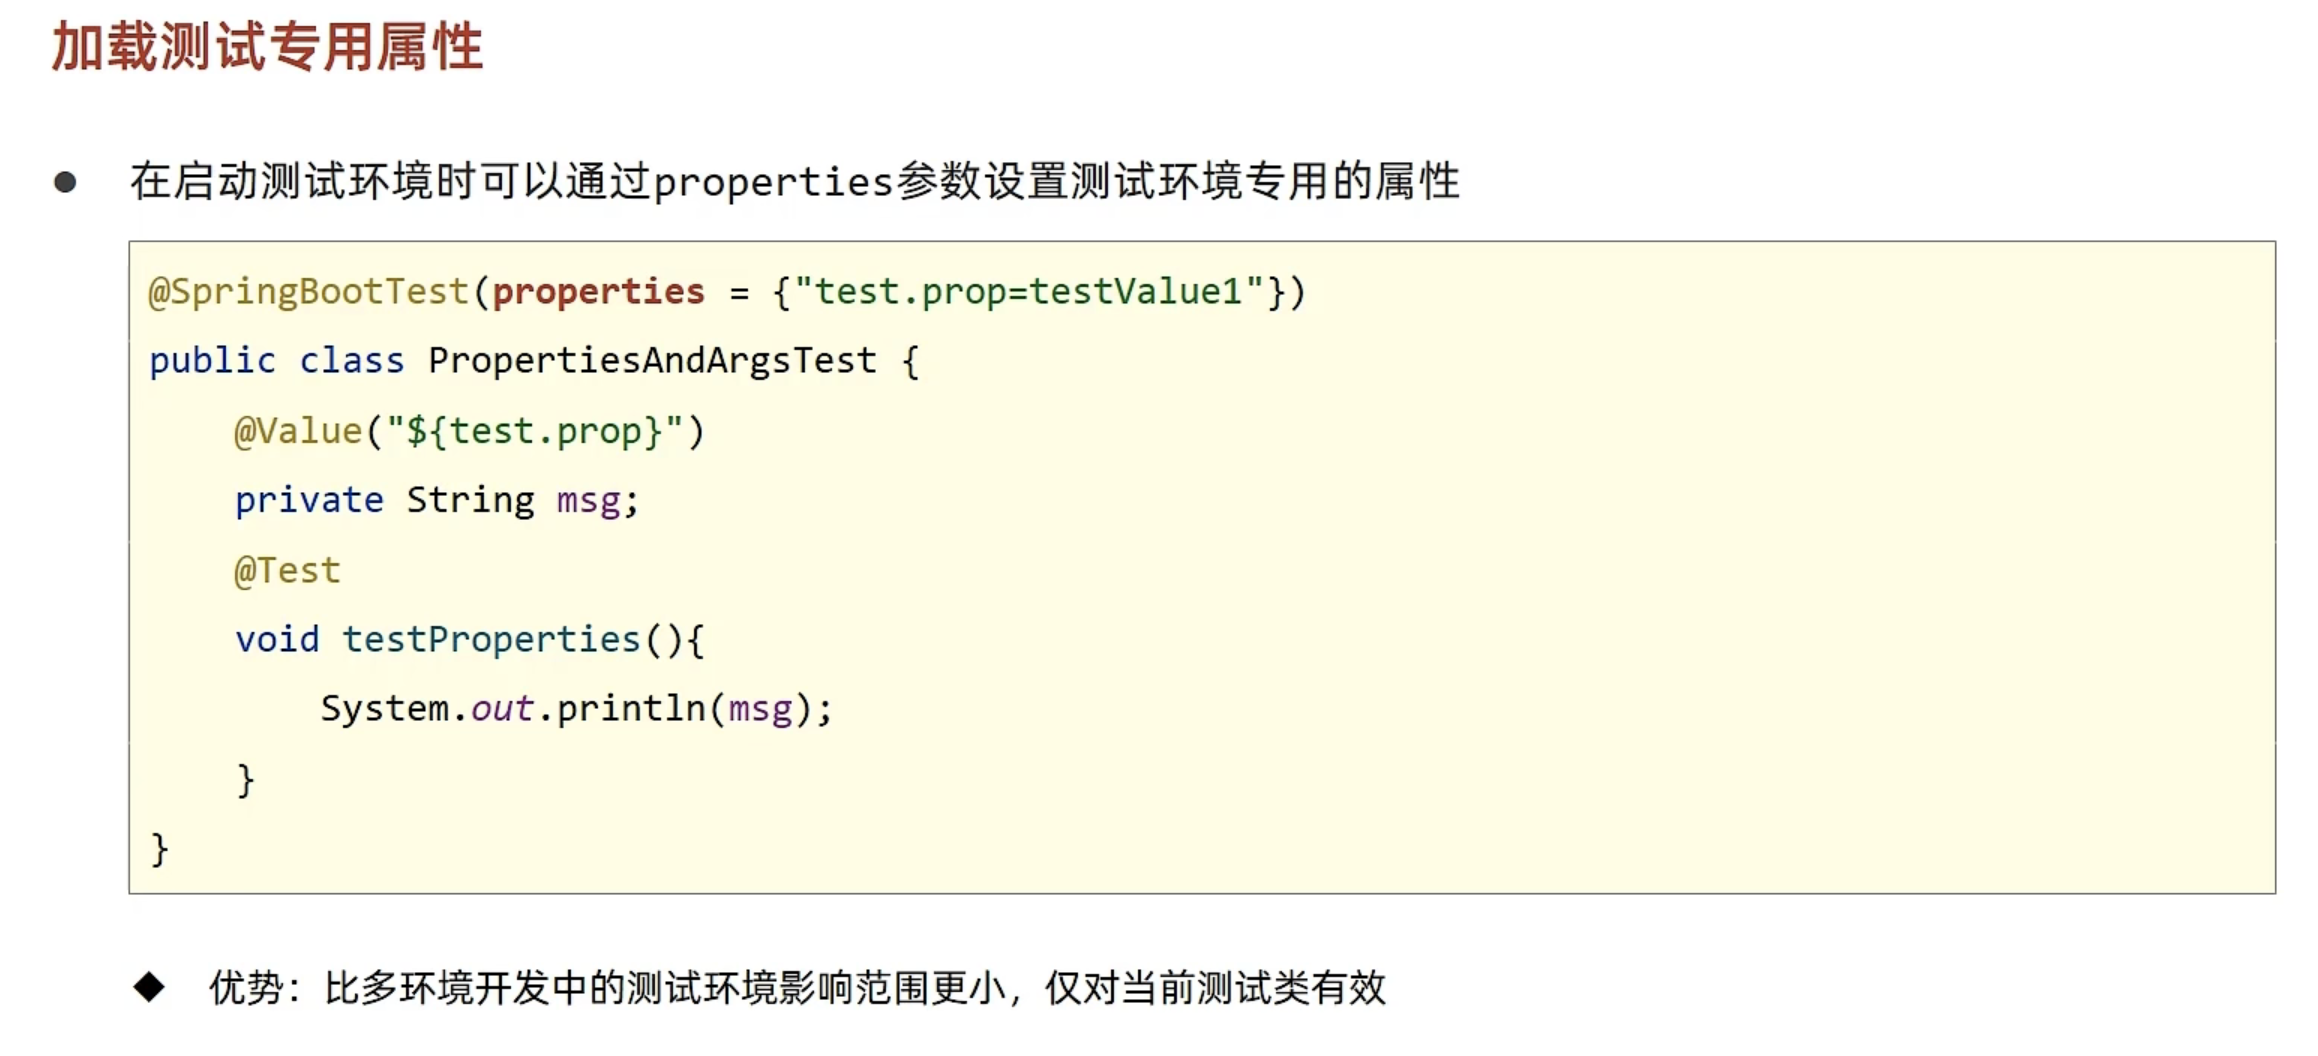 加载测试专用属性
● 在启动测试环境时可以通过properties参数设置测试环境专用的属性
@SpringBootTest(properties = {"test.prop=testValue1"})
public class PropertiesAndArgsTest {
    @Value("${test.prop}")
    private String msg;
    @Test
    void testProperties(){
        System.out.println(msg);
    }
}
◆ 优势：比多环境开发中的测试环境影响范围更小，仅对当前测试类有效